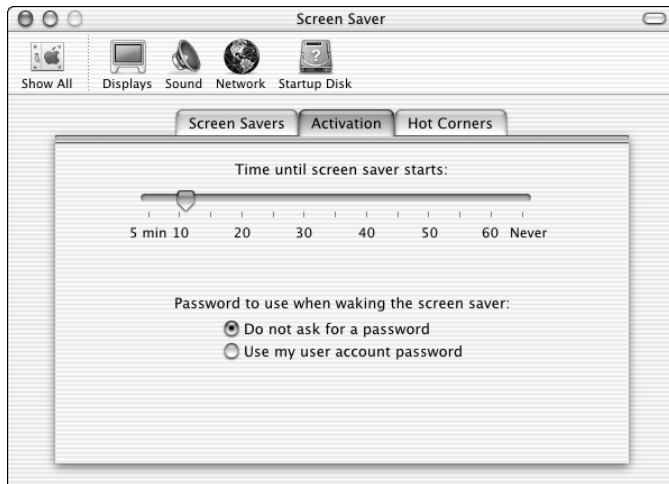 Screen Saver
Show All Displays Sound Network Startup Disk
Screen Savers Activation Hot Corners
Time until screen saver starts:
5 min 10 20 30 40 50 60 Never
Password to use when waking the screen saver:
Do not ask for a password
Use my user account password